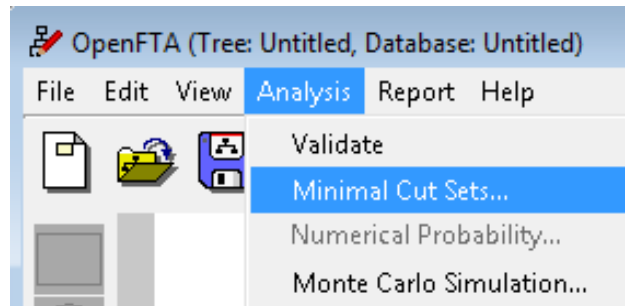 OpenFTA (Tree: Untitled, Database: Untitled)
File Edit View Analysis Report Help
Validate
Minimal Cut Sets...
Numerical Probability...
Monte Carlo Simulation...